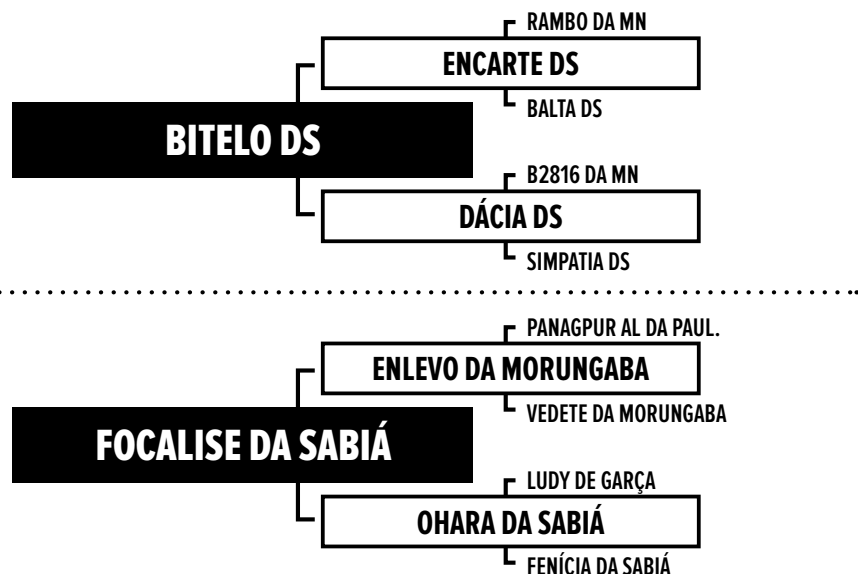 RAMBO DA MN
ENCARTE DS
BALTA DS
BITELO DS
B2816 DA MN
DÁCIA DS
SIMPATIA DS
PANAGPUR AL DA PAUL.
ENLEVO DA MORUNGABA
VEDETE DA MORUNGABA
FOCALISE DA SABIÁ
LUDY DE GARÇA
OHARA DA SABIÁ
FENÍCIA DA SABIÁ